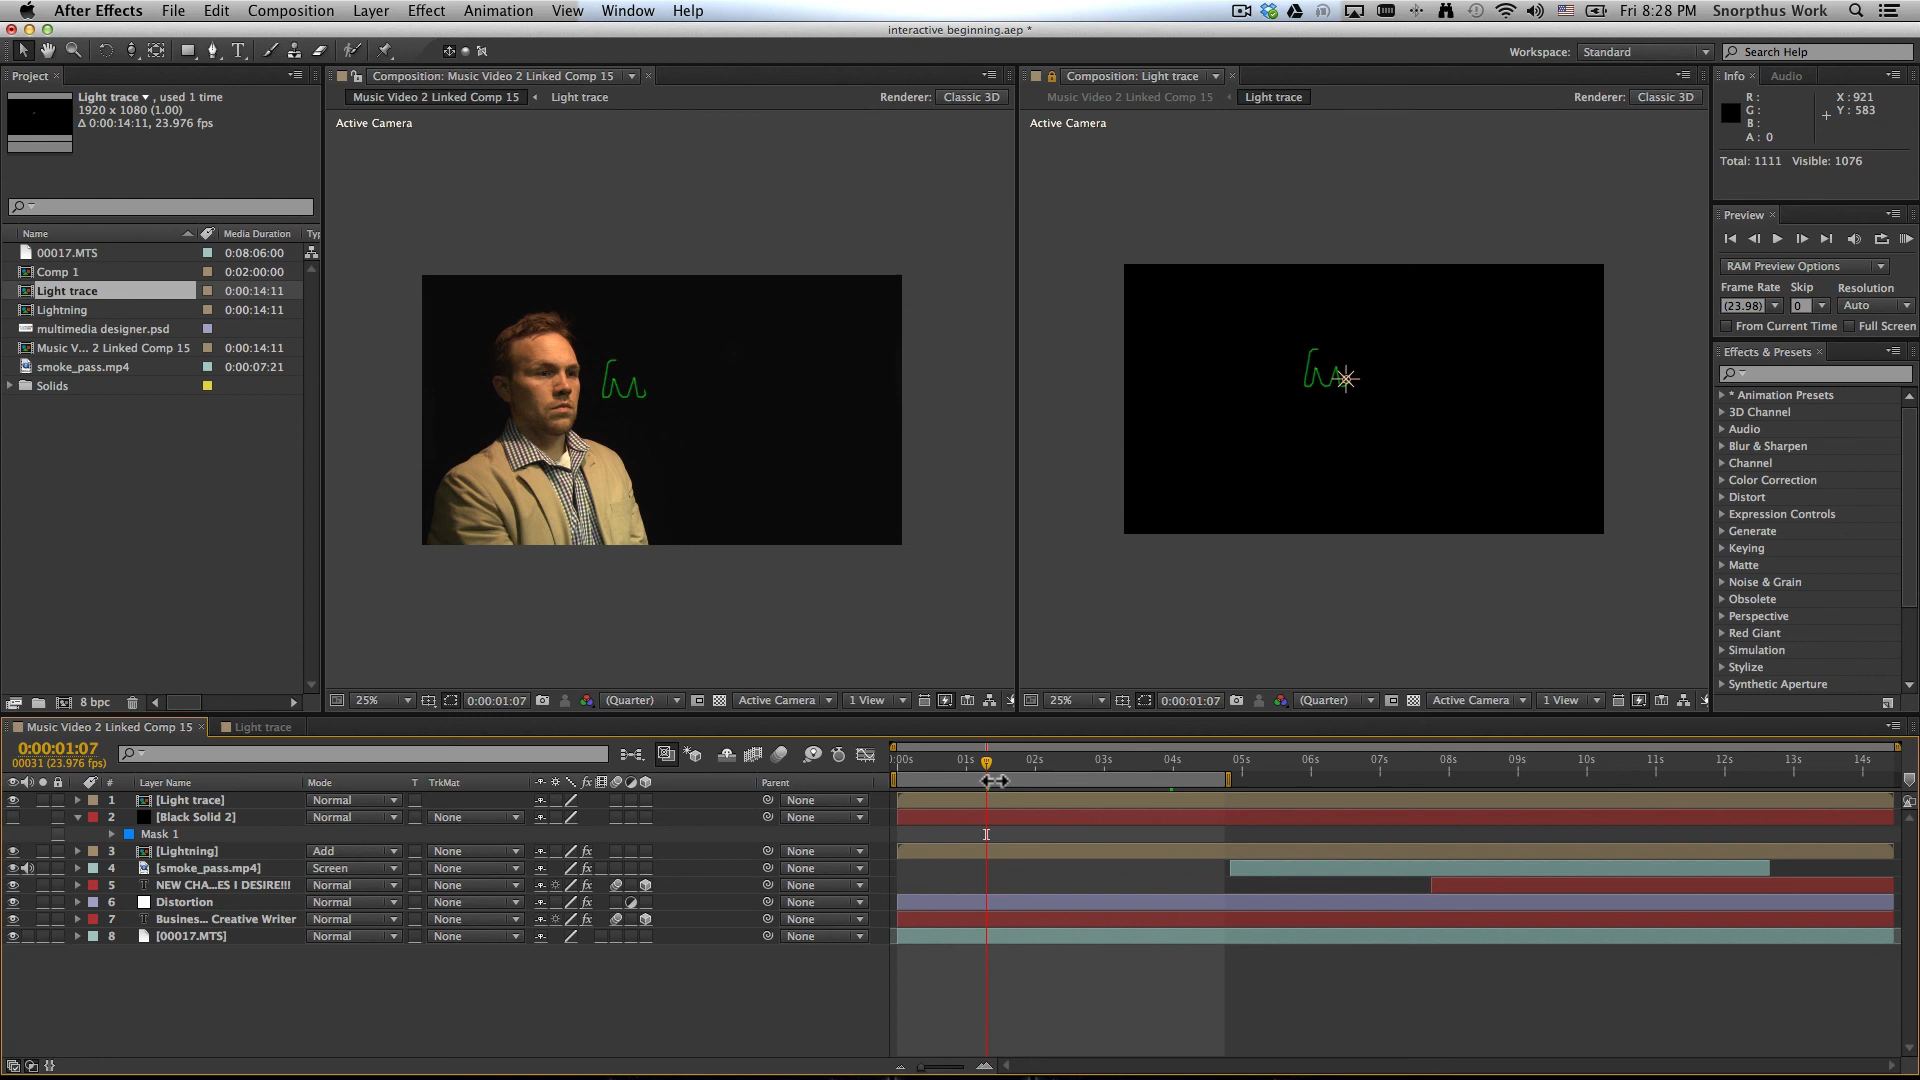 After Effects File Edit Composition Layer Effect Animation View Window Help Fri 8:28 PM Snorpthus Work
interactive beginning.aep *
Workspace: Standard Search Help
Project Composition: Music Video 2 Linked Comp 15 Composition: Light trace Info Audio
Light trace , used 1 time
1920 x 1080 (1.00)
Δ 0:00:14:11, 23.976 fps
Music Video 2 Linked Comp 15 Light trace Renderer: Classic 3D
Music Video 2 Linked Comp 15 Light trace Renderer: Classic 3D
Active Camera Active Camera
R:
G:
B:
A: 0
X: 921
Y: 583
Total: 1111 Visible: 1076
Preview
RAM Preview Options
Frame Rate Skip Resolution
(23.98) 0 Auto
From Current Time Full Screen
Name Media Duration Ty
00017.MTS 0:08:06:00
Comp 1 0:02:00:00
Light trace 0:00:14:11
Lightning 0:00:14:11
multimedia designer.psd
Music V... 2 Linked Comp 15 0:00:14:11
smoke_pass.mp4 0:00:07:21
Solids
Effects & Presets
* Animation Presets
3D Channel
Audio
Blur & Sharpen
Channel
Color Correction
Distort
Expression Controls
Generate
Keying
Matte
Noise & Grain
Obsolete
Perspective
Red Giant
Simulation
Stylize
Synthetic Aperture
8 bpc
25% 0:00:01:07 (Quarter) Active Camera 1 View
25% 0:00:01:07 (Quarter) Active Camera 1 View
Music Video 2 Linked Comp 15 Light trace
0:00:01:07
00031 (23.976 fps)
:00s 01s 02s 03s 04s 05s 06s 07s 08s 09s 10s 11s 12s 13s 14s
# Layer Name Mode T TrkMat fx Parent
1 [Light trace] Normal None
2 [Black Solid 2] Normal None None
Mask 1
3 [Lightning] Add None fx None
4 [smoke_pass.mp4] Screen None fx None
5 T NEW CHA...ES I DESIRE!!! Normal None fx None
6 Distortion Normal None fx None
7 T Busines... Creative Writer Normal None fx None
8 [00017.MTS] Normal None None